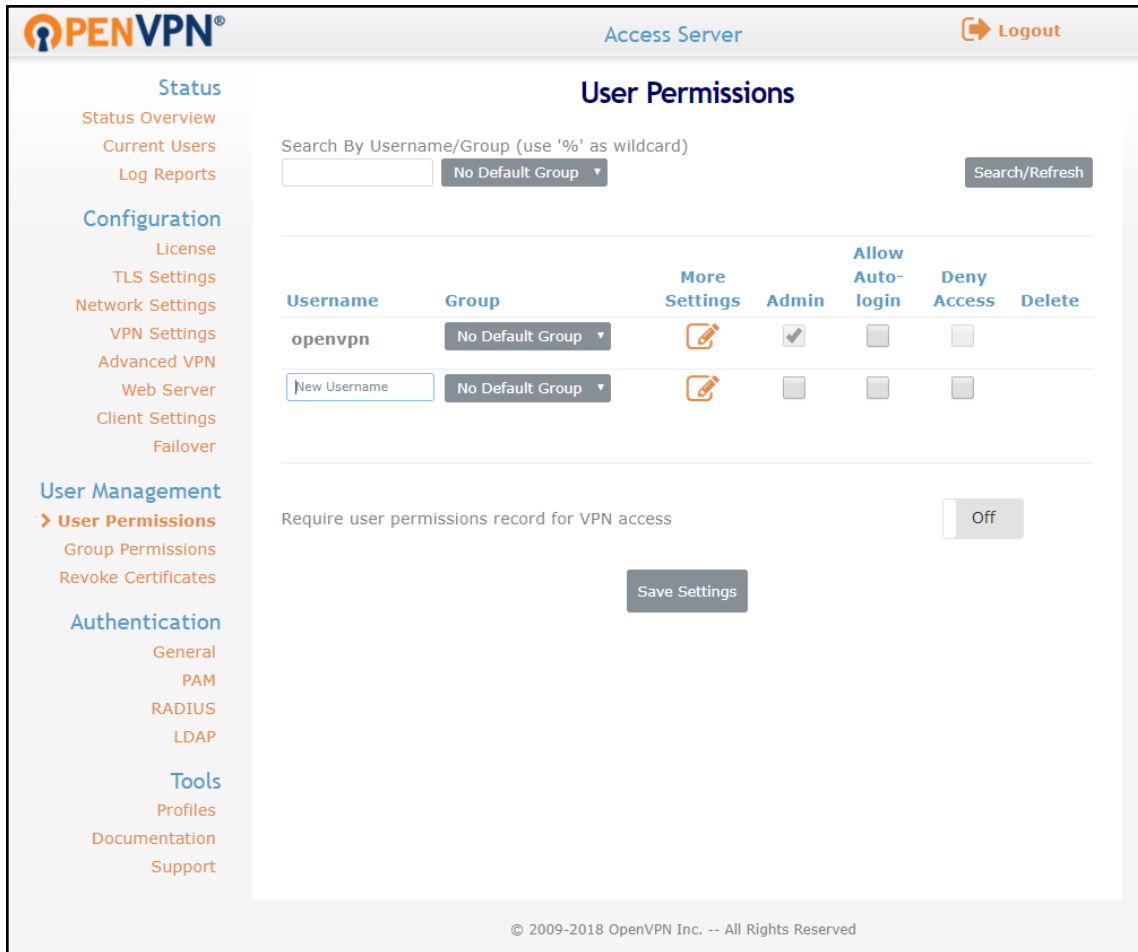 OPENVPN®
Access Server
Logout
Status
Status Overview
Current Users
Log Reports
Configuration
License
TLS Settings
Network Settings
VPN Settings
Advanced VPN
Web Server
Client Settings
Failover
User Management
User Permissions
Group Permissions
Revoke Certificates
Authentication
General
PAM
RADIUS
LDAP
Tools
Profiles
Documentation
Support
User Permissions
Search By Username/Group (use '%' as wildcard)
No Default Group
Search/Refresh
Username Group More Settings Admin Allow Auto-login Deny Access Delete
openvpn No Default Group
New Username No Default Group
Require user permissions record for VPN access Off
Save Settings
© 2009-2018 OpenVPN Inc. -- All Rights Reserved